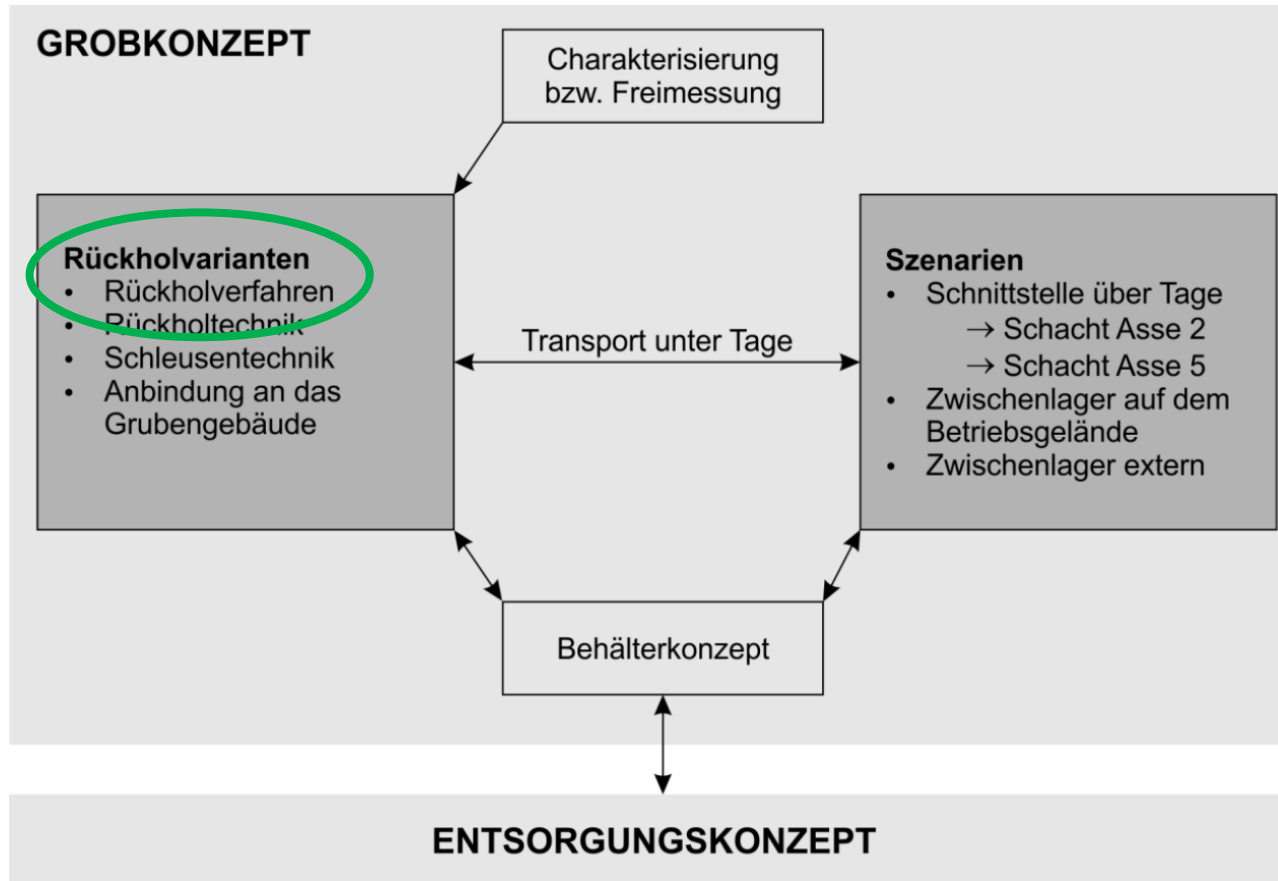 GROBKONZEPT
Charakterisierung
bzw. Freimessung
Rückholvarianten
• Rückholverfahren
• Rückholtechnik
• Schleusentechnik
• Anbindung an das
Grubengebäude
Transport unter Tage
Szenarien
• Schnittstelle über Tage
→ Schacht Asse 2
→ Schacht Asse 5
• Zwischenlager auf dem
Betriebsgelände
• Zwischenlager extern
Behälterkonzept
ENTSORGUNGSKONZEPT